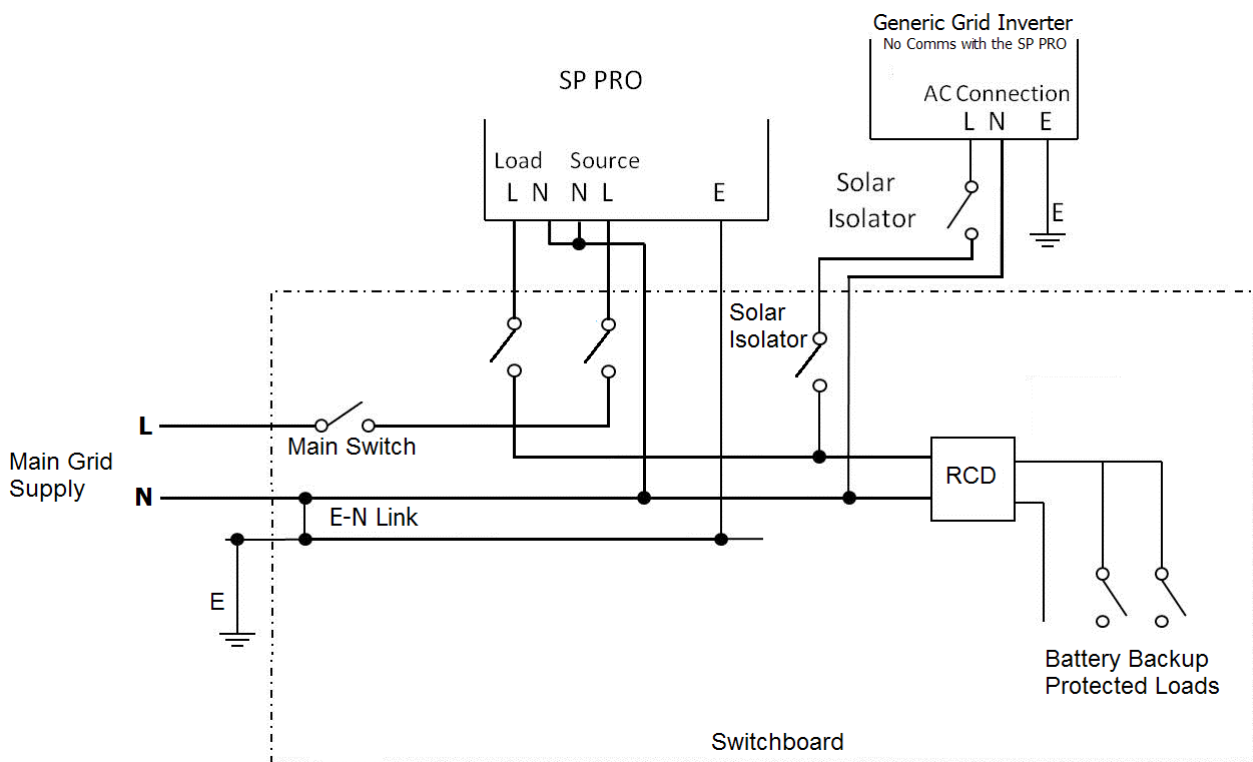 Generic Grid Inverter
No Comms with the SP PRO
SP PRO
AC Connection
L N E
Load Source
L N N L E
Solar
Isolator
E
Solar
Isolator
L
Main Switch
Main Grid
Supply
N
RCD
E-N Link
E
Battery Backup
Protected Loads
Switchboard